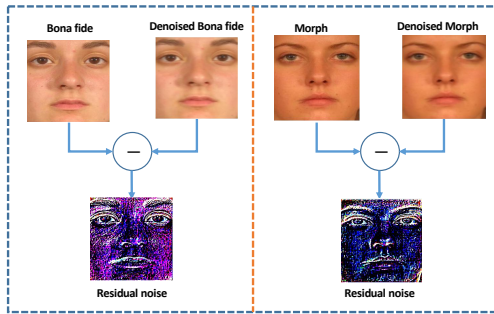 Bona fide
Denoised Bona fide
Morph
Denoised Morph
Residual noise
Residual noise